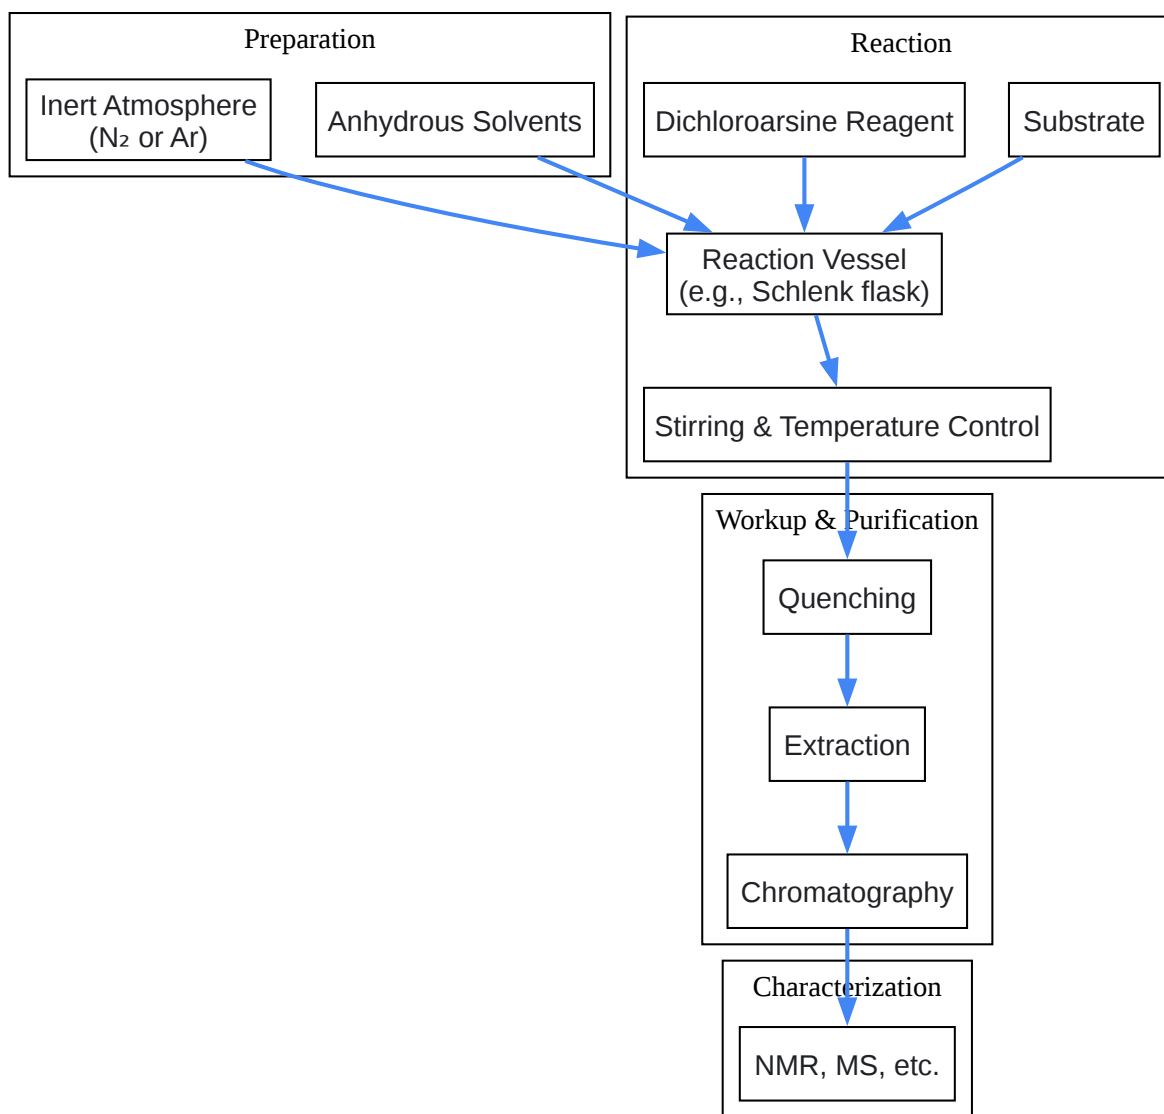 Preparation
Inert Atmosphere
(N₂ or Ar)
Anhydrous Solvents
Reaction
Dichloroarsine Reagent
Substrate
Reaction Vessel
(e.g., Schlenk flask)
Stirring & Temperature Control
Workup & Purification
Quenching
Extraction
Chromatography
Characterization
NMR, MS, etc.